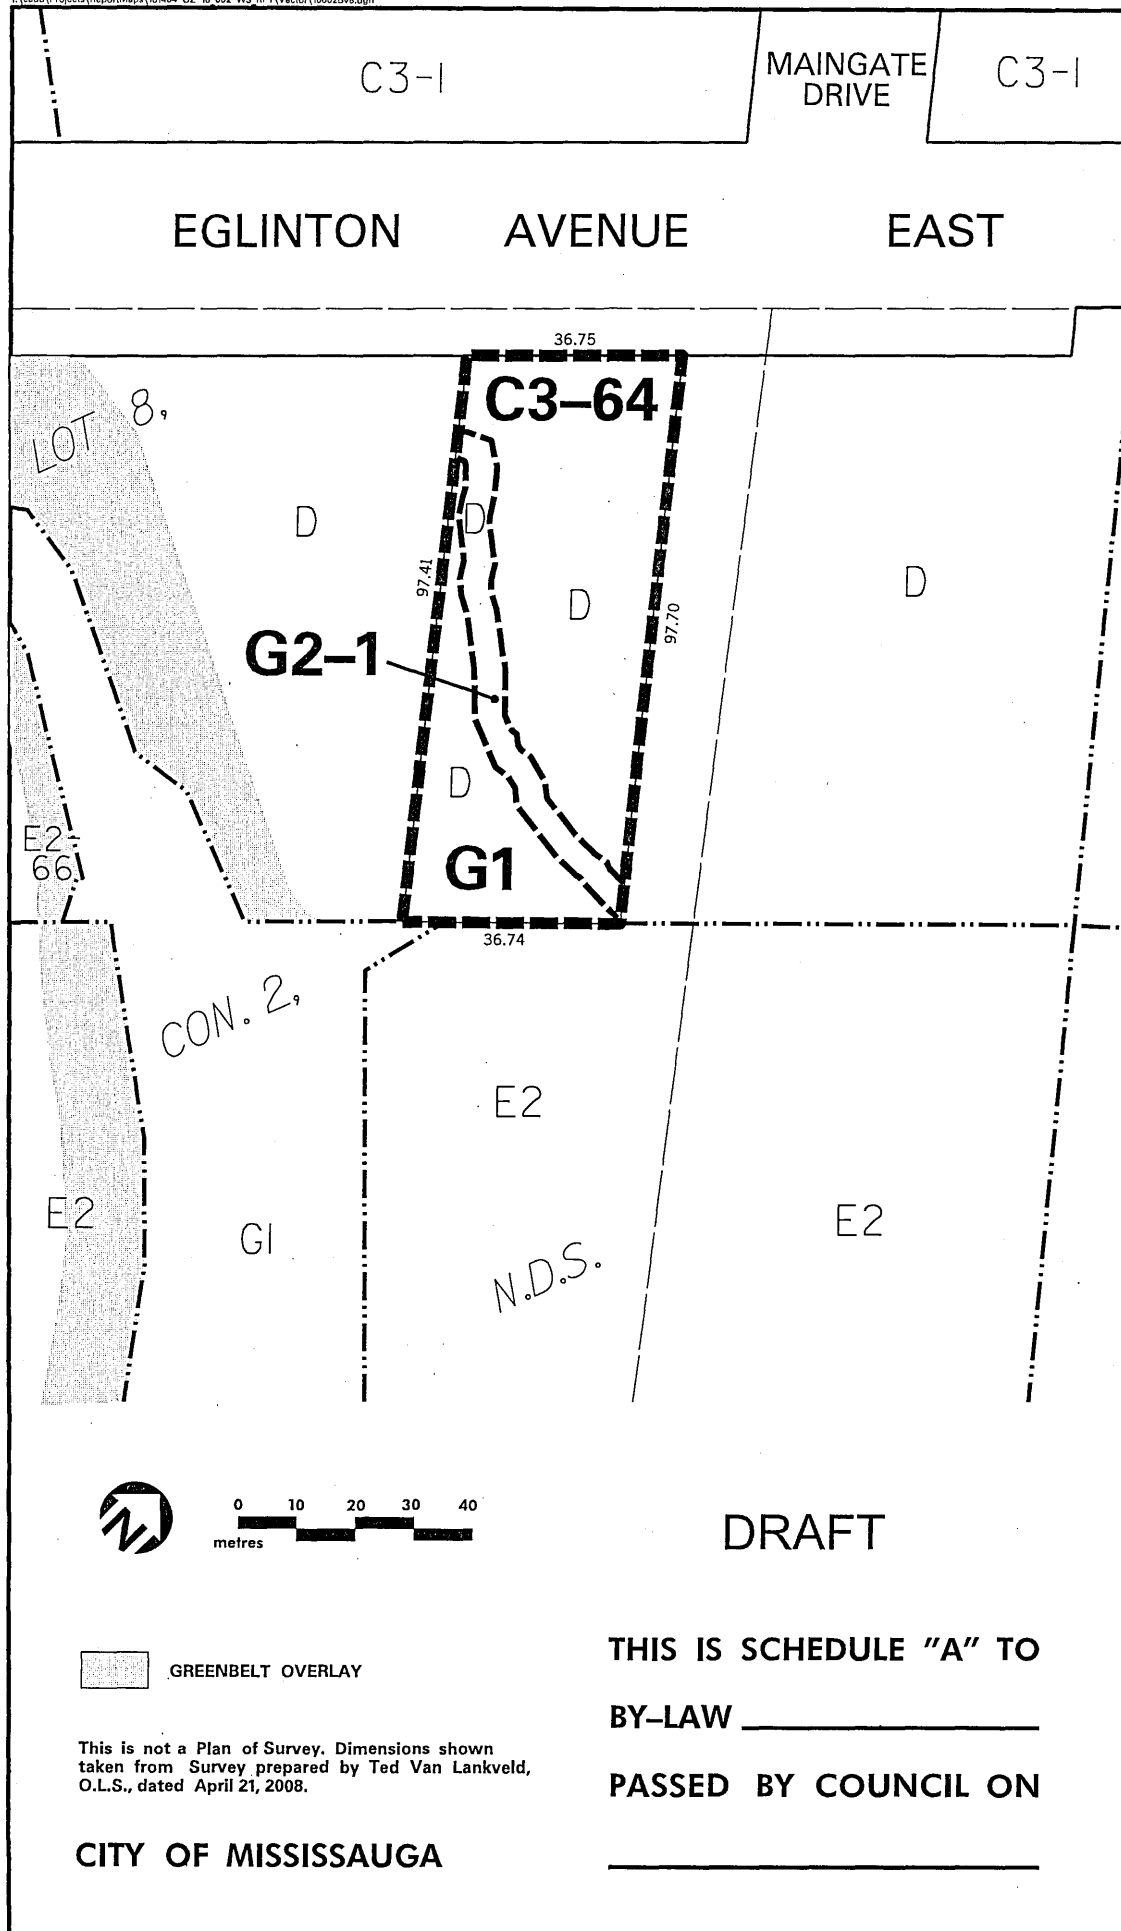 C3-1
MAINGATE
DRIVE
C3-1
EGLINTON AVENUE EAST
36.75
C3–64
LOT 8,
D
D
D
D
97.41
97.70
G2–1
D
E2-
66
G1
36.74
CON. 2,
E2
E2
G1
E2
N.D.S.
N
0 10 20 30 40
metres
DRAFT
GREENBELT OVERLAY
THIS IS SCHEDULE "A" TO
BY–LAW
This is not a Plan of Survey. Dimensions shown
taken from Survey prepared by Ted Van Lankveld,
O.L.S., dated April 21, 2008.
PASSED BY COUNCIL ON
CITY OF MISSISSAUGA